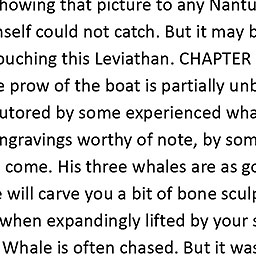 howing that picture to any Nantu
self could not catch. But it may b
ouching this Leviathan. CHAPTER
e prow of the boat is partially unb
utored by some experienced wha
ngravings worthy of note, by som
come. His three whales are as go
e will carve you a bit of bone scul
when expandingly lifted by your s
Whale is often chased. But it was